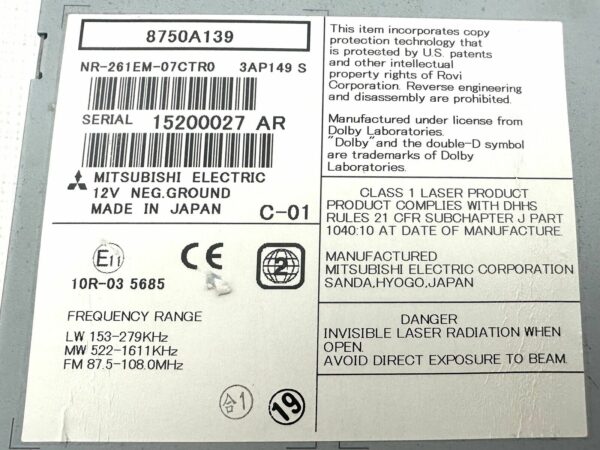 8750A139
NR-261EM-07CTR0 3AP149 S
SERIAL 15200027 AR
MITSUBISHI ELECTRIC
12V NEG.GROUND
MADE IN JAPAN C-01
This item incorporates copy
protection technology that
is protected by U.S. patents
and other intellectual
property rights of Rovi
Corporation. Reverse engineering
and disassembly are prohibited.
Manufactured under license from
Dolby Laboratories.
"Dolby" and the double-D symbol
are trademarks of Dolby
Laboratories.
CLASS 1 LASER PRODUCT
PRODUCT COMPLIES WITH DHHS
RULES 21 CFR SUBCHAPTER J PART
1040:10 AT DATE OF MANUFACTURE.
MANUFACTURED
MITSUBISHI ELECTRIC CORPORATION
SANDA,HYOGO,JAPAN
DANGER
INVISIBLE LASER RADIATION WHEN
OPEN
AVOID DIRECT EXPOSURE TO BEAM.
E11 CE 2
10R-03 5685
FREQUENCY RANGE
LW 153-279KHz
MW 522-1611KHz
FM 87.5-108.0MHz
合1 19